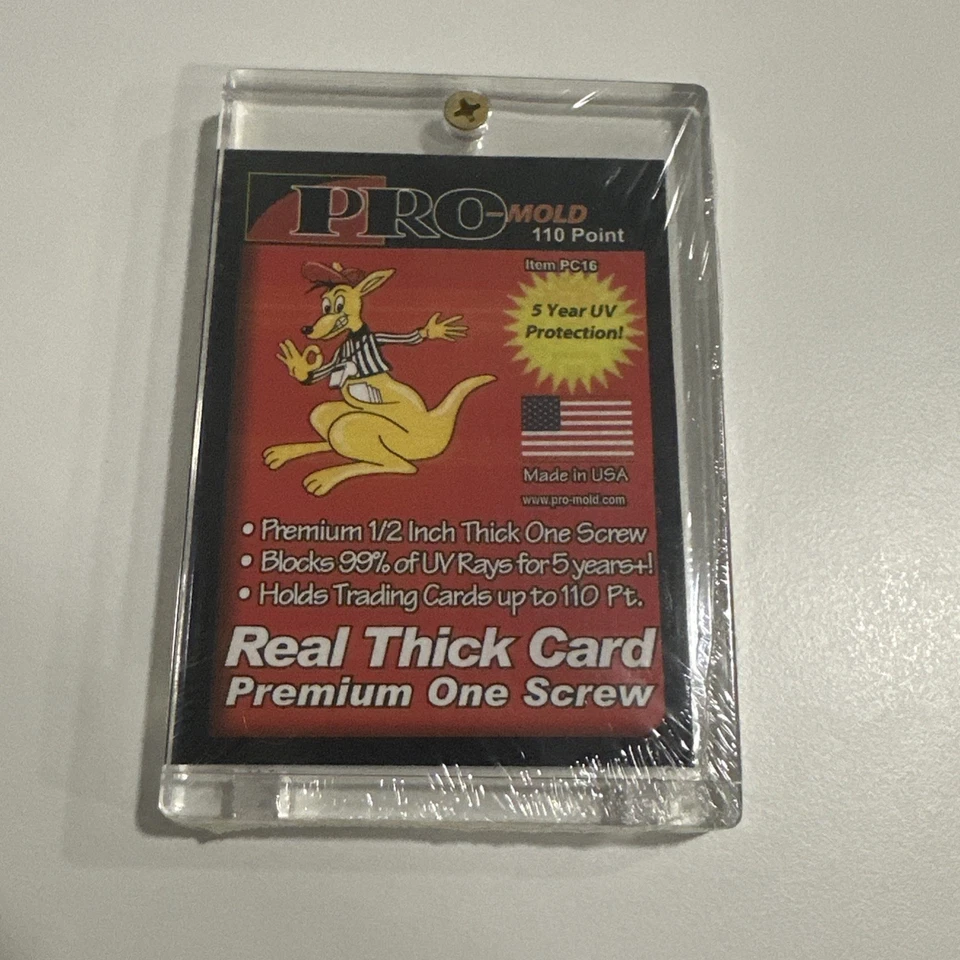 PRO-MOLD
110 Point
Item PC16
5 Year UV
Protection!
Made in USA
www.pro-mold.com
• Premium 1/2 Inch Thick One Screw
• Blocks 99% of UV Rays for 5 years+!
• Holds Trading Cards up to 110 Pt.
Real Thick Card
Premium One Screw